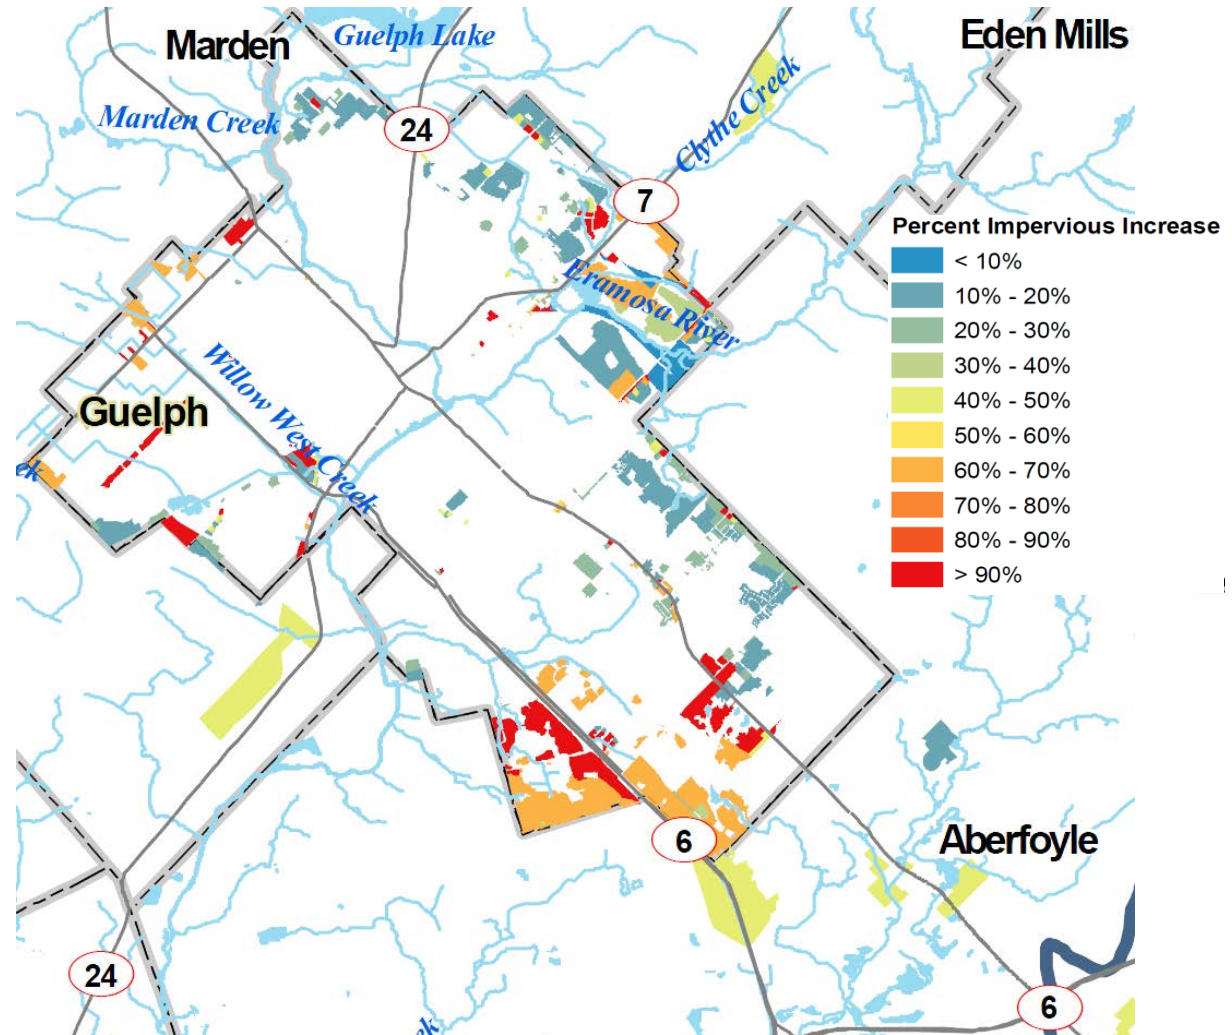 Marden
Guelph Lake
Eden Mills
Marden Creek
24
Clythe Creek
7
Percent Impervious Increase
< 10%
10% - 20%
20% - 30%
30% - 40%
40% - 50%
50% - 60%
60% - 70%
70% - 80%
80% - 90%
> 90%
Eramosa River
Willow West Creek
Guelph
ek
6
Aberfoyle
24
6
ek